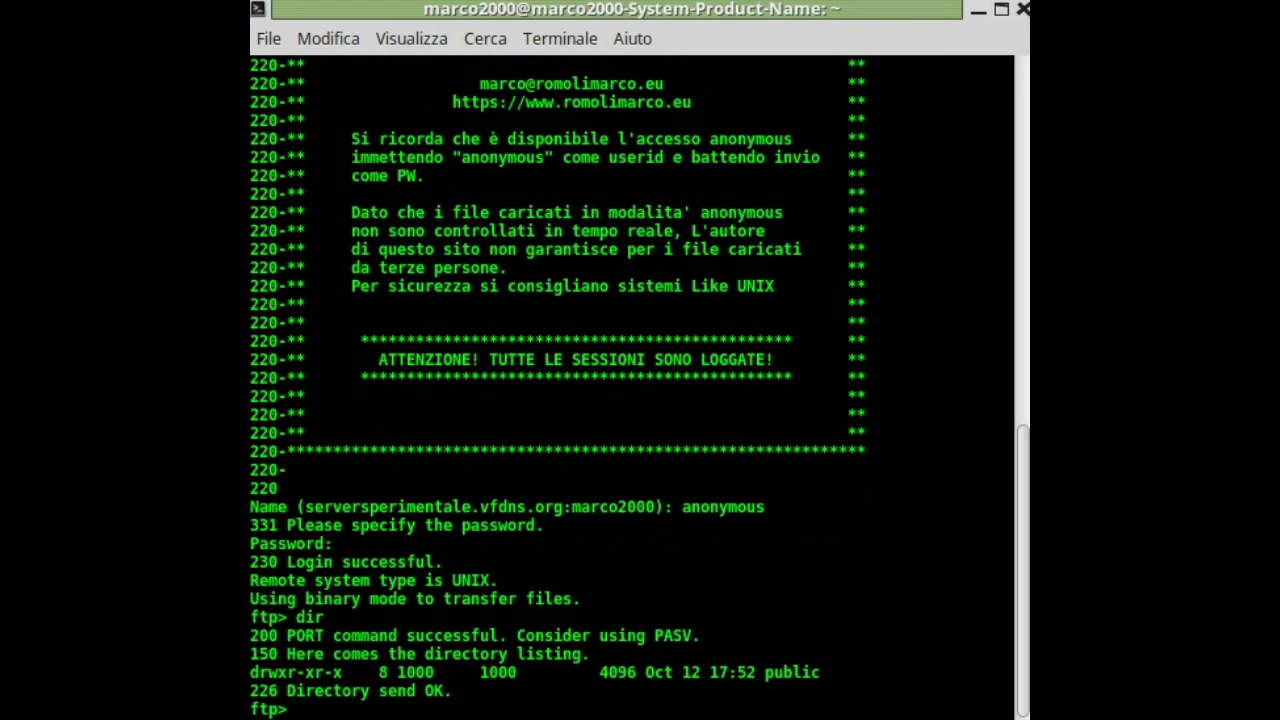 marco2000@marco2000-System-Product-Name: ~
File Modifica Visualizza Cerca Terminale Aiuto
220-** **
220-** marco@romolimarco.eu **
220-** https://www.romolimarco.eu **
220-** **
220-** Si ricorda che è disponibile l'accesso anonymous **
220-** immettendo "anonymous" come userid e battendo invio **
220-** come PW. **
220-** **
220-** Dato che i file caricati in modalita' anonymous **
220-** non sono controllati in tempo reale, L'autore **
220-** di questo sito non garantisce per i file caricati **
220-** da terze persone. **
220-** Per sicurezza si consigliano sistemi Like UNIX **
220-** **
220-** **
220-** *********************************************** **
220-** ATTENZIONE! TUTTE LE SESSIONI SONO LOGGATE! **
220-** *********************************************** **
220-** **
220-** **
220-** **
220-***************************************************************
220-
220
Name (serversperimentale.vfdns.org:marco2000): anonymous
331 Please specify the password.
Password:
230 Login successful.
Remote system type is UNIX.
Using binary mode to transfer files.
ftp> dir
200 PORT command successful. Consider using PASV.
150 Here comes the directory listing.
drwxr-xr-x 8 1000 1000 4096 Oct 12 17:52 public
226 Directory send OK.
ftp>